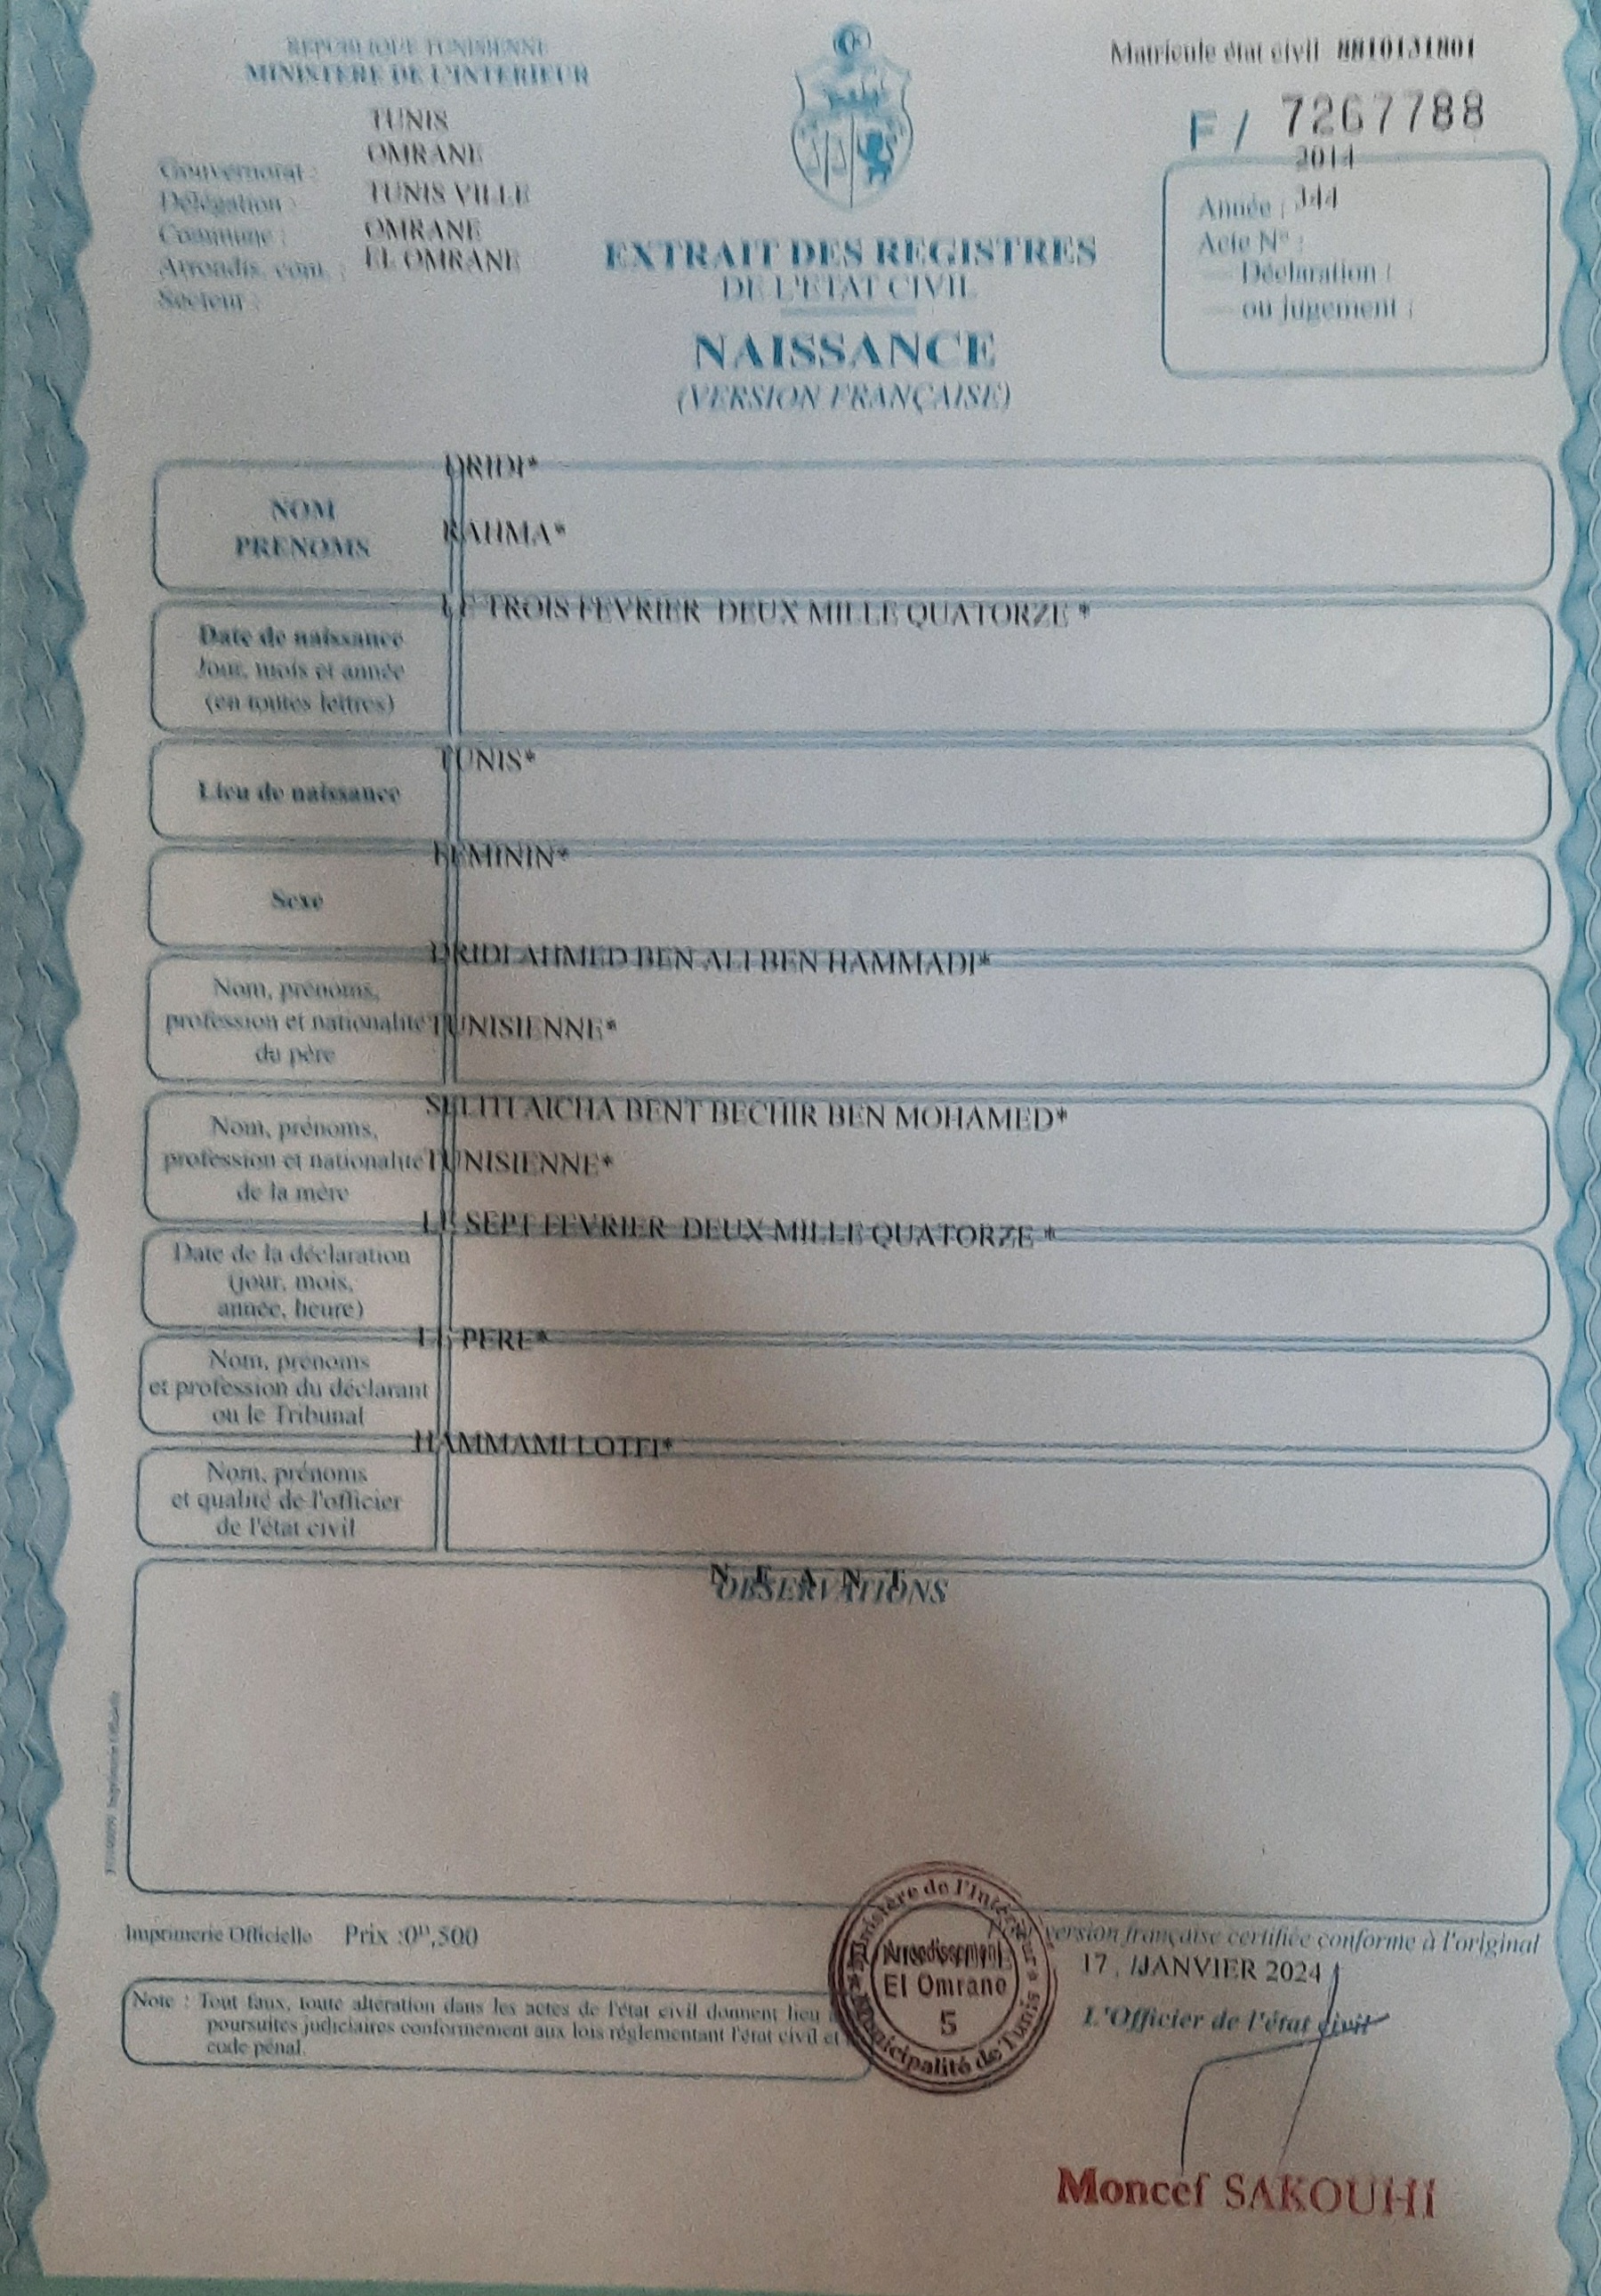 REPUBLIQUE TUNISIENNE
MINISTERE DE L'INTERIEUR
Matricule état civil 8810131801
F / 7267788
Gouvernorat : TUNIS
Délégation : OMRANE
Commune : TUNIS VILLE
Arrondis. com. : OMRANE
Secteur : EL OMRANE
2014
Année : 344
Acte N° :
Déclaration :
ou jugement :
EXTRAIT DES REGISTRES
DE L'ETAT CIVIL
NAISSANCE
(VERSION FRANÇAISE)
DRIDI*
NOM
PRENOMS
RAHMA*
LE TROIS FEVRIER DEUX MILLE QUATORZE *
Date de naissance
Jour, mois et année
(en toutes lettres)
TUNIS*
Lieu de naissance
FEMININ*
Sexe
DRIDI AHMED BEN ALI BEN HAMMADI*
Nom, prénoms,
profession et nationalité
du père
TUNISIENNE*
AICHA BENT BECHIR BEN MOHAMED*
Nom, prénoms,
profession et nationalité
de la mère
TUNISIENNE*
LE SEPT FEVRIER DEUX MILLE QUATORZE *
Date de la déclaration
(jour, mois,
année, heure)
LE PERE*
Nom, prénoms
et profession du déclarant
ou le Tribunal
HAMMAMI LOTFI*
Nom, prénoms
et qualité de l'officier
de l'état civil
N E A N T
OBSERVATIONS
Imprimerie Officielle
Imprimerie Officielle Prix :0ᴰ,500
version française certifiée conforme à l'original
17 , /JANVIER 2024
L'Officier de l'état civil
Note : Tout faux, toute altération dans les actes de l'état civil donnent lieu
poursuites judiciaires conformement aux lois réglementant l'état civil et
code pénal.
Ministère de l'Intérieur
Arrondissement
El Omrane
5
Municipalité de Tunis
Moncef SAKOUHI